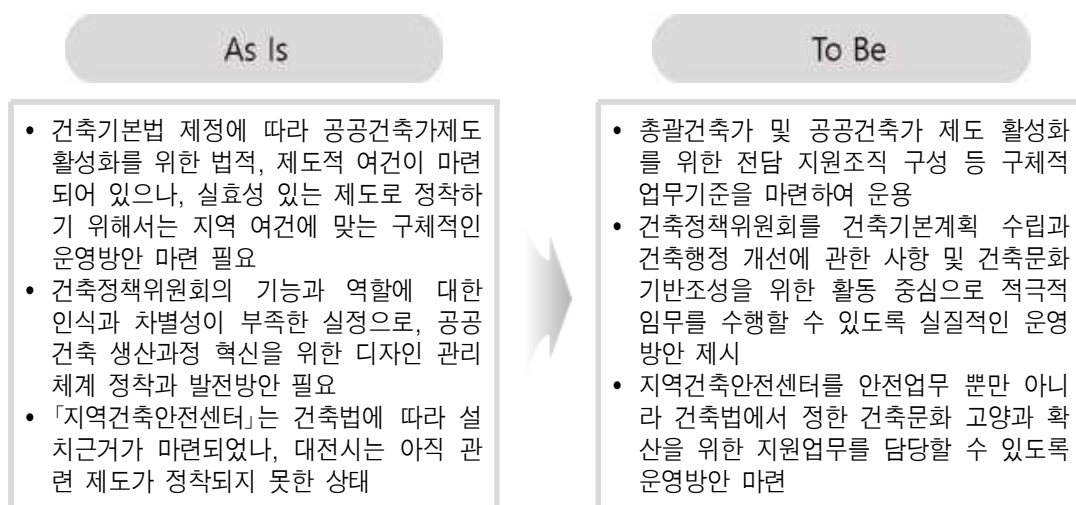 As Is
• 건축기본법 제정에 따라 공공건축가제도
활성화를 위한 법적, 제도적 여건이 마련
되어 있으나, 실효성 있는 제도로 정착하
기 위해서는 지역 여건에 맞는 구체적인
운영방안 마련 필요
• 건축정책위원회의 기능과 역할에 대한
인식과 차별성이 부족한 실정으로, 공공
건축 생산과정 혁신을 위한 디자인 관리
체계 정착과 발전방안 필요
• 「지역건축안전센터」는 건축법에 따라 설
치근거가 마련되었나, 대전시는 아직 관
련 제도가 정착되지 못한 상태
To Be
• 총괄건축가 및 공공건축가 제도 활성화
를 위한 전담 지원조직 구성 등 구체적
업무기준을 마련하여 운용
• 건축정책위원회를 건축기본계획 수립과
건축행정 개선에 관한 사항 및 건축문화
기반조성을 위한 활동 중심으로 적극적
임무를 수행할 수 있도록 실질적인 운영
방안 제시
• 지역건축안전센터를 안전업무 뿐만 아니
라 건축법에서 정한 건축문화 고양과 확
산을 위한 지원업무를 담당할 수 있도록
운영방안 마련